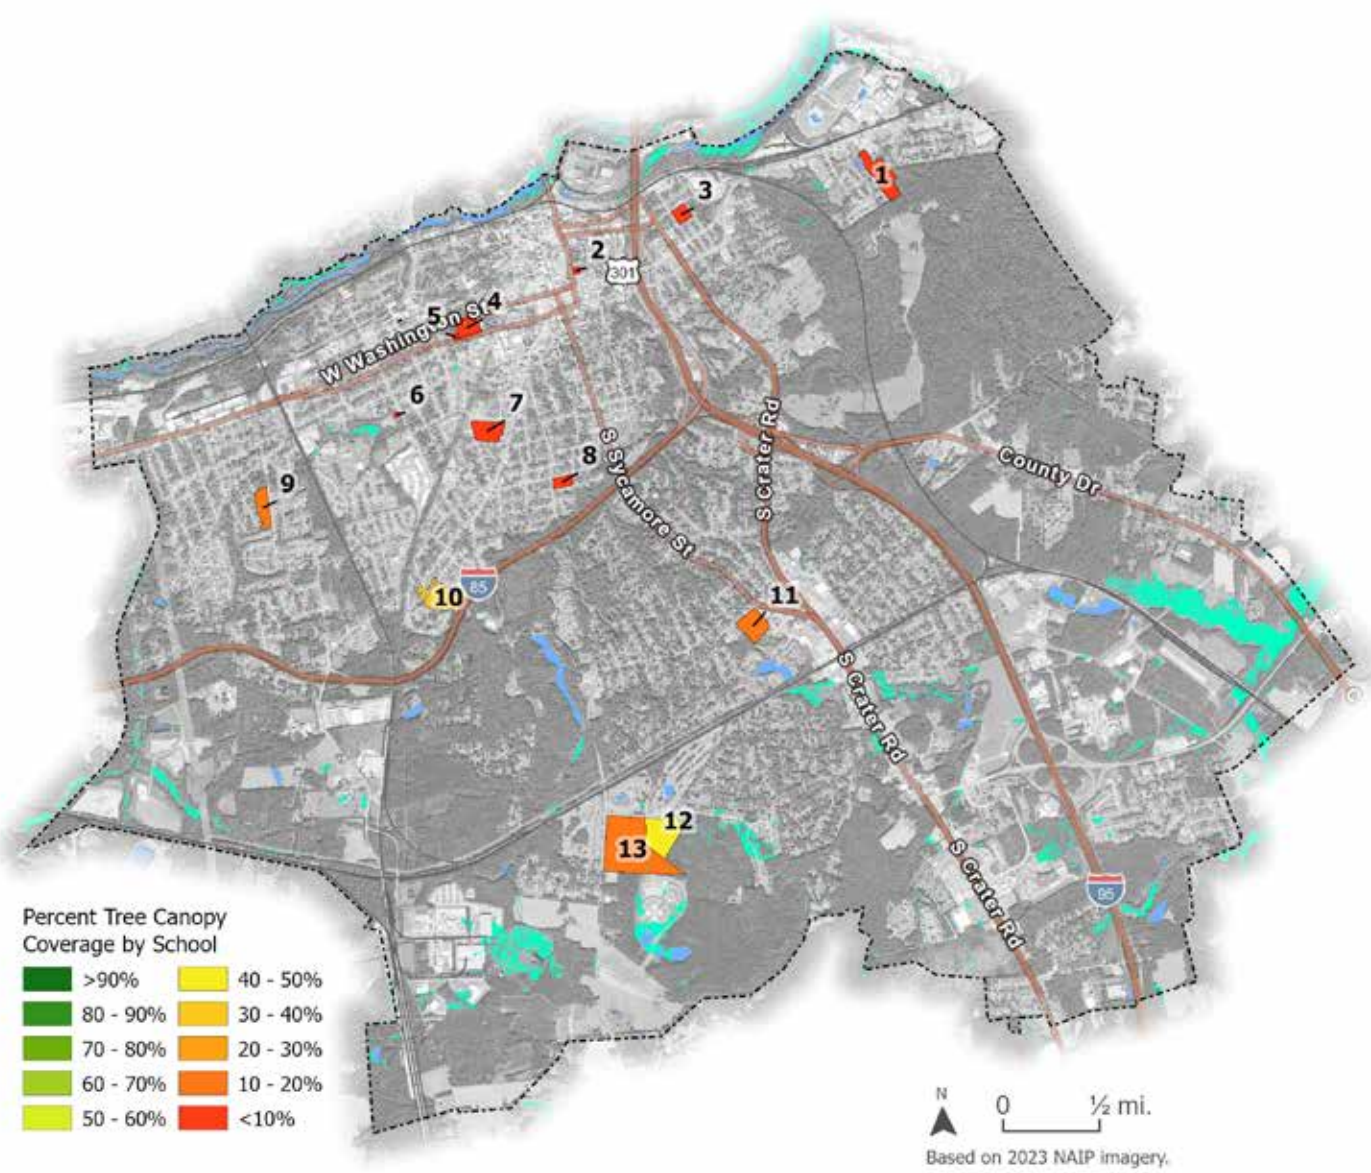 1
3
2
301
4
5
W Washington St
6
7
8
9
S Sycamore St
S Crater Rd
County Dr
10
85
11
S Crater Rd
12
13
S Crater Rd
95
Percent Tree Canopy
Coverage by School
>90% 40 - 50%
80 - 90% 30 - 40%
70 - 80% 20 - 30%
60 - 70% 10 - 20%
50 - 60% <10%
N
0 ½ mi.
Based on 2023 NAIP imagery.